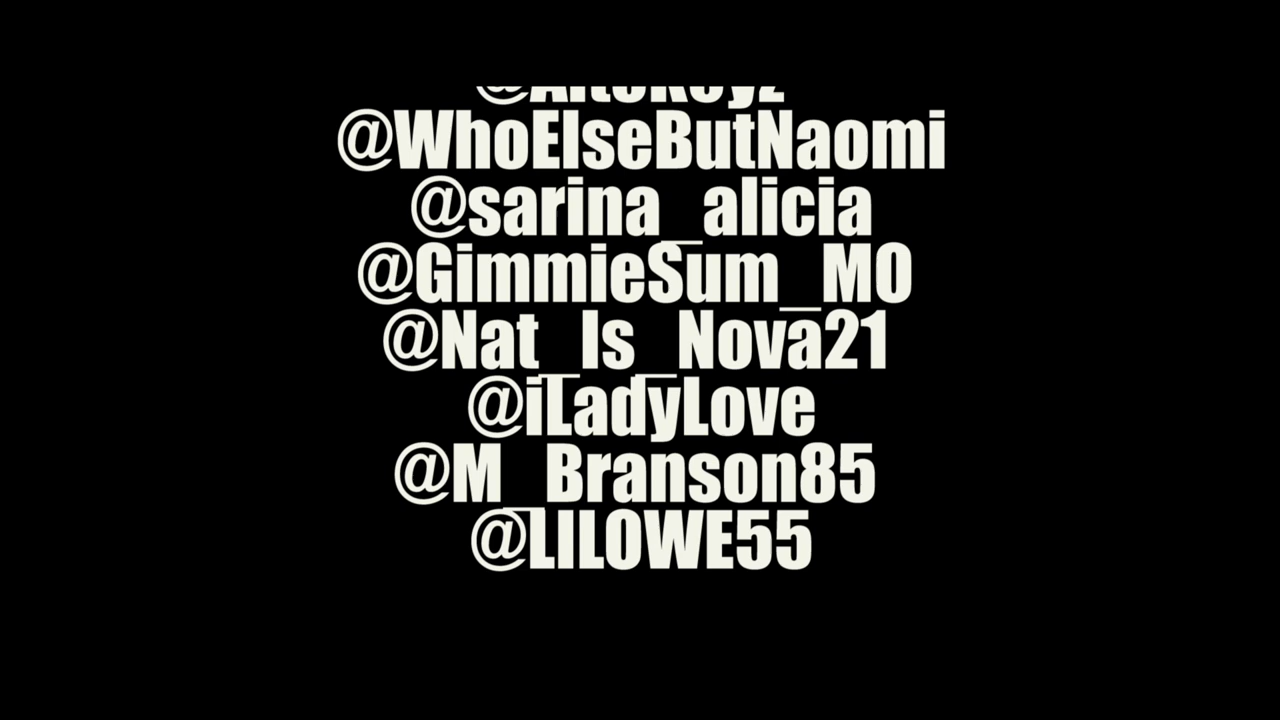 @WhoElseButNaomi
@sarina_alicia
@GimmieSum_MO
@Nat_Is_Nova21
@iLadyLove
@M_Branson85
@LILOWE55